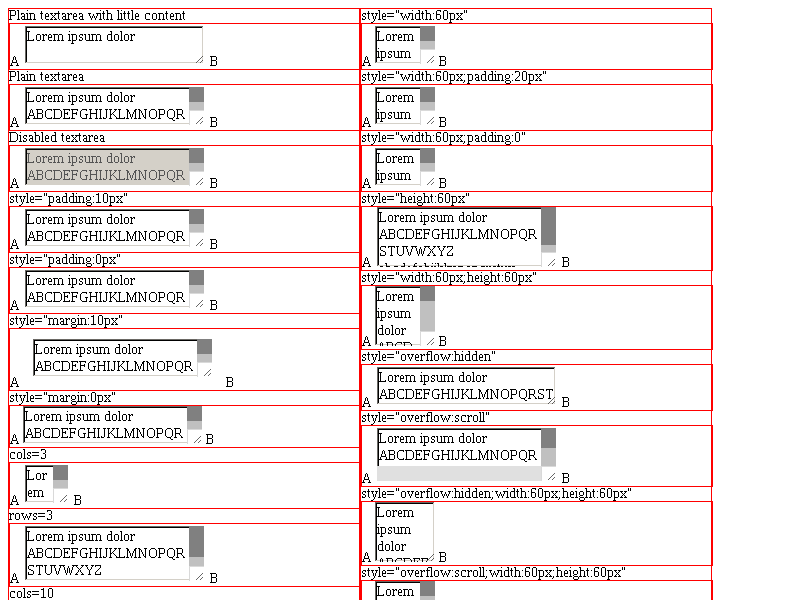 Plain textarea with little content
Lorem ipsum dolor
A B
Plain textarea
Lorem ipsum dolor
ABCDEFGHIJKLMNOPQR
A B
Disabled textarea
Lorem ipsum dolor
ABCDEFGHIJKLMNOPQR
A B
style="padding:10px"
Lorem ipsum dolor
ABCDEFGHIJKLMNOPQR
A B
style="padding:0px"
Lorem ipsum dolor
ABCDEFGHIJKLMNOPQR
A B
style="margin:10px"
Lorem ipsum dolor
ABCDEFGHIJKLMNOPQR
A B
style="margin:0px"
Lorem ipsum dolor
ABCDEFGHIJKLMNOPQR
A B
cols=3
Lor
em
A B
rows=3
Lorem ipsum dolor
ABCDEFGHIJKLMNOPQR
STUVWXYZ
A B
cols=10
style="width:60px"
Lorem
ipsum
A B
style="width:60px;padding:20px"
Lorem
ipsum
A B
style="width:60px;padding:0"
Lorem
ipsum
A B
style="height:60px"
Lorem ipsum dolor
ABCDEFGHIJKLMNOPQR
STUVWXYZ
A B
style="width:60px;height:60px"
Lorem
ipsum
dolor
A B
style="overflow:hidden"
Lorem ipsum dolor
ABCDEFGHIJKLMNOPQRST
A B
style="overflow:scroll"
Lorem ipsum dolor
ABCDEFGHIJKLMNOPQR
A B
style="overflow:hidden;width:60px;height:60px"
Lorem
ipsum
dolor
A B
style="overflow:scroll;width:60px;height:60px"
Lorem